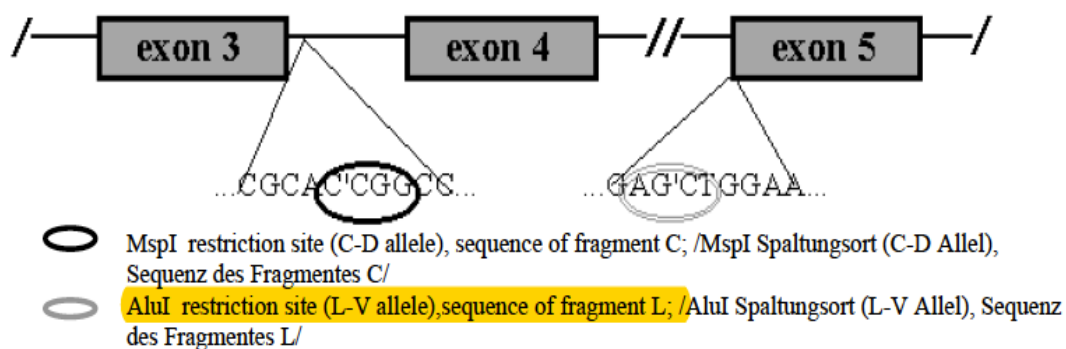 / exon 3 exon 4 // exon 5 /
...CGCAC'CGGCC... ...GAG'CTGGAA...
MspI restriction site (C-D allele), sequence of fragment C; /MspI Spaltungsort (C-D Allel),
Sequenz des Fragmentes C/
AluI restriction site (L-V allele),sequence of fragment L; /AluI Spaltungsort (L-V Allel), Sequenz
des Fragmentes L/